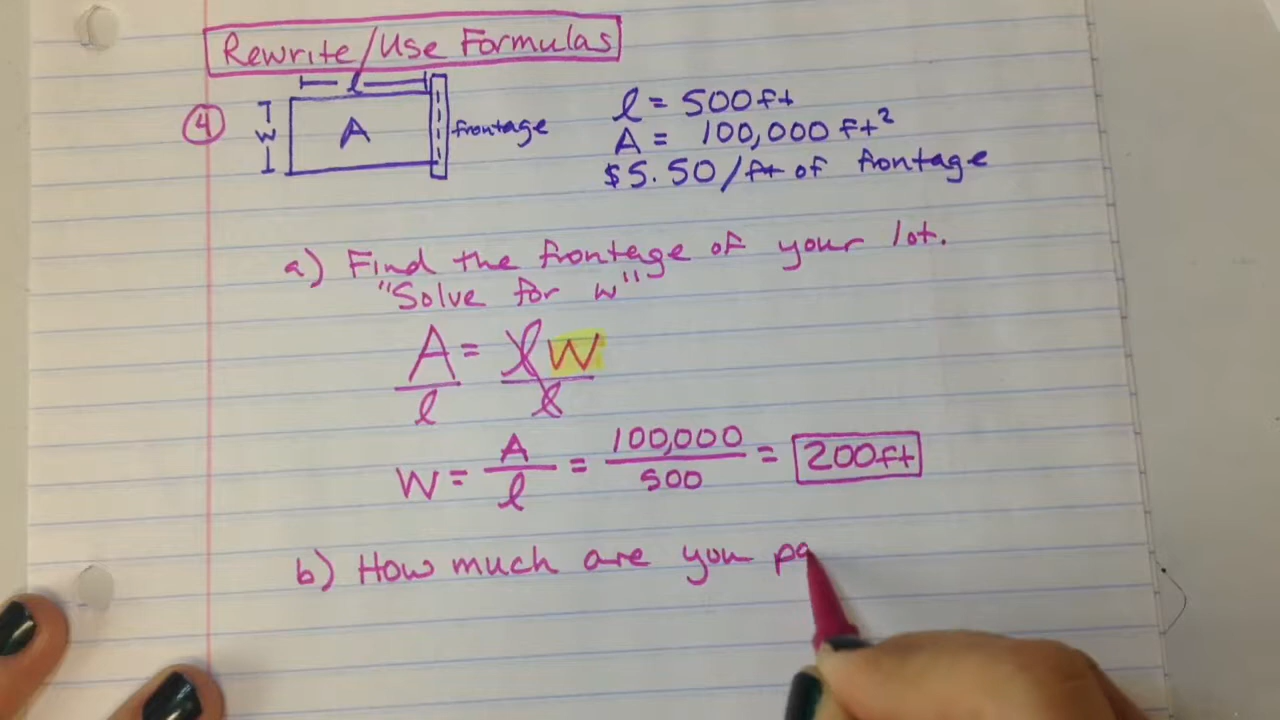 Rewrite/Use Formulas
④ w l A frontage
l = 500ft
A = 100,000 ft²
$5.50/ft of frontage
a) Find the frontage of your lot.
"Solve for w"
A = lw
l l
W = A/l = 100,000/500 = 200ft
b) How much are you pa